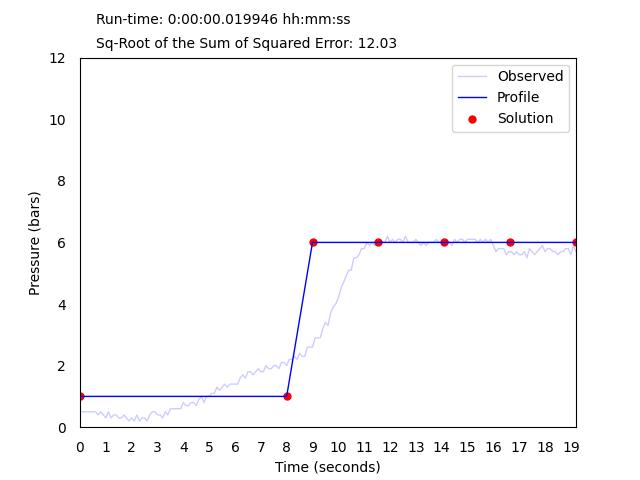 Run-time: 0:00:00.019946 hh:mm:ss
Sq-Root of the Sum of Squared Error: 12.03
12
10
8
6
4
2
0
Pressure (bars)
Observed
Profile
Solution
0 1 2 3 4 5 6 7 8 9 10 11 12 13 14 15 16 17 18 19
Time (seconds)